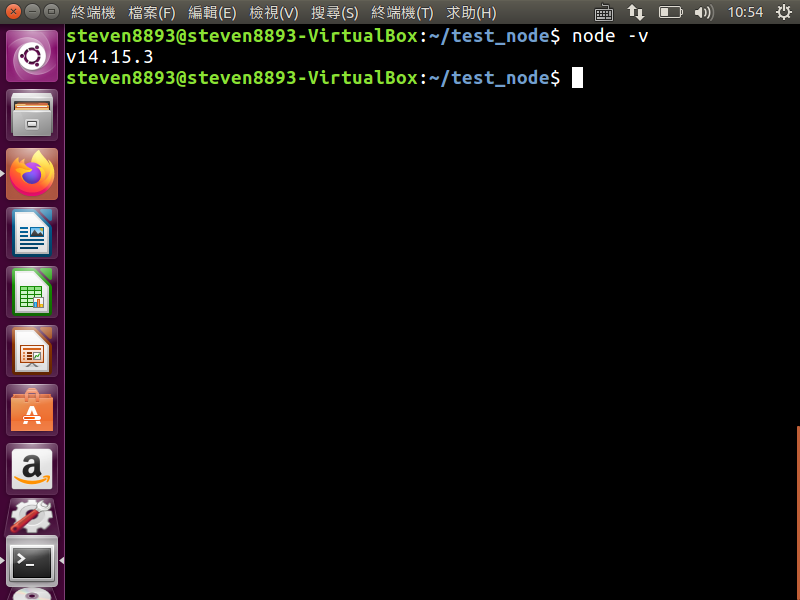 終端機 檔案(F) 編輯(E) 檢視(V) 搜尋(S) 終端機(T) 求助(H) 10:54
steven8893@steven8893-VirtualBox:~/test_node$ node -v
v14.15.3
steven8893@steven8893-VirtualBox:~/test_node$